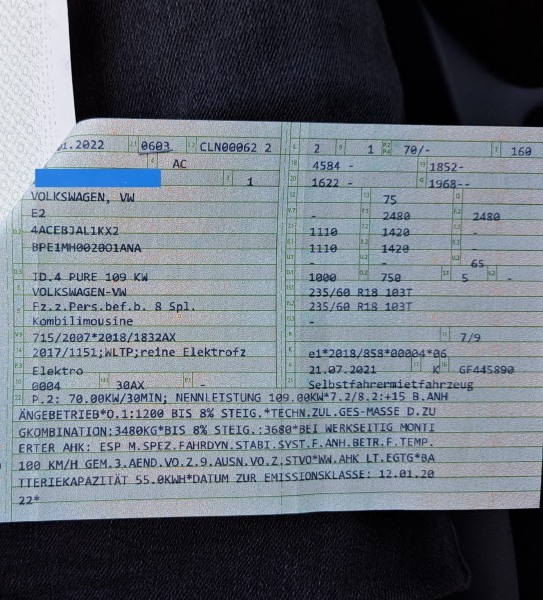 .2022 0603 CLN00062 2
AC
1
VOLKSWAGEN, VW
E2
4ACEBJAL1KX2
BPE1MH002001ANA
ID.4 PURE 109 KW
VOLKSWAGEN-VW
Fz.z.Pers.bef.b. 8 Spl.
Kombilimousine
715/2007*2018/1832AX
2017/1151;WLTP;reine Elektrofz
Elektro
0004 30AX -
2 1 70/- 160
4584 - 1852-
1622 - 1968--
- 75
- 2480 2480
1110 1420 -
1110 1420 -
- - 65
1000 750 5 -
235/60 R18 103T
235/60 R18 103T
-
7/9
e1*2018/858*00004*06
21.07.2021 K GF445890
Selbstfahrermietfahrzeug
P.2: 70.00KW/30MIN; NENNLEISTUNG 109.00KW*7.2/8.2:+15 B.ANH
ÄNGEBETRIEB*O.1:1200 BIS 8% STEIG.*TECHN.ZUL.GES-MASSE D.ZU
GKOMBINATION:3480KG*BIS 8% STEIG.:3680*BEI WERKSEITIG MONTI
ERTER AHK: ESP M.SPEZ.FAHRDYN.STABI.SYST.F.ANH.BETR.F.TEMP.
100 KM/H GEM.3.AEND.VO.Z.9.AUSN.VO.Z.STVO*WW.AHK LT.EGTG*BA
TTERIEKAPAZITÄT 55.0KWH*DATUM ZUR EMISSIONSKLASSE: 12.01.20
22*